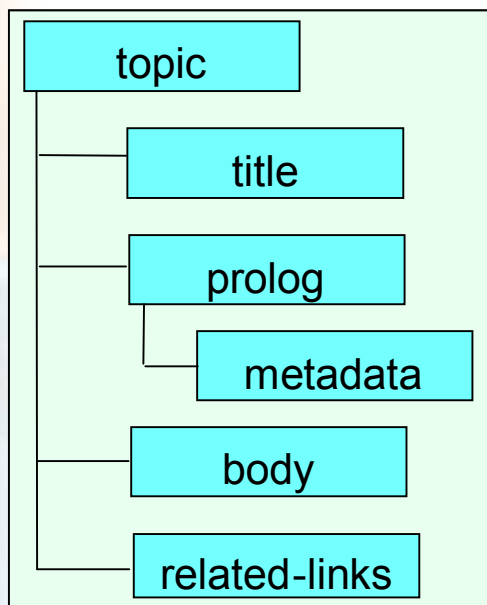 topic
title
prolog
metadata
body
related-links